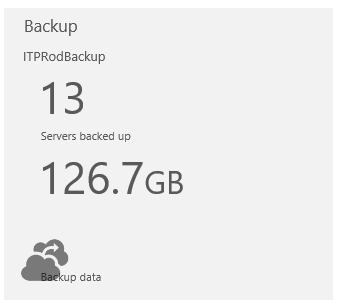 Backup
ITPRodBackup
13
Servers backed up
126.7GB
Backup data